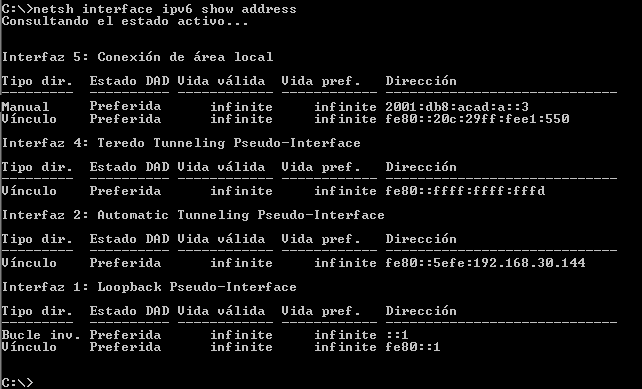 C:\>netsh interface ipv6 show address
Consultando el estado activo...
Interfaz 5: Conexión de área local
Tipo dir.  Estado DAD Vida válida  Vida pref.  Dirección
---------  ---------- ------------ ------------ -----------------------------
Manual     Preferida      infinite     infinite 2001:db8:acad:a::3
Vínculo    Preferida      infinite     infinite fe80::20c:29ff:fee1:550
Interfaz 4: Teredo Tunneling Pseudo-Interface
Tipo dir.  Estado DAD Vida válida  Vida pref.  Dirección
---------  ---------- ------------ ------------ -----------------------------
Vínculo    Preferida      infinite     infinite fe80::ffff:ffff:fffd
Interfaz 2: Automatic Tunneling Pseudo-Interface
Tipo dir.  Estado DAD Vida válida  Vida pref.  Dirección
---------  ---------- ------------ ------------ -----------------------------
Vínculo    Preferida      infinite     infinite fe80::5efe:192.168.30.144
Interfaz 1: Loopback Pseudo-Interface
Tipo dir.  Estado DAD Vida válida  Vida pref.  Dirección
---------  ---------- ------------ ------------ -----------------------------
Bucle inv. Preferida      infinite     infinite ::1
Vínculo    Preferida      infinite     infinite fe80::1
C:\>